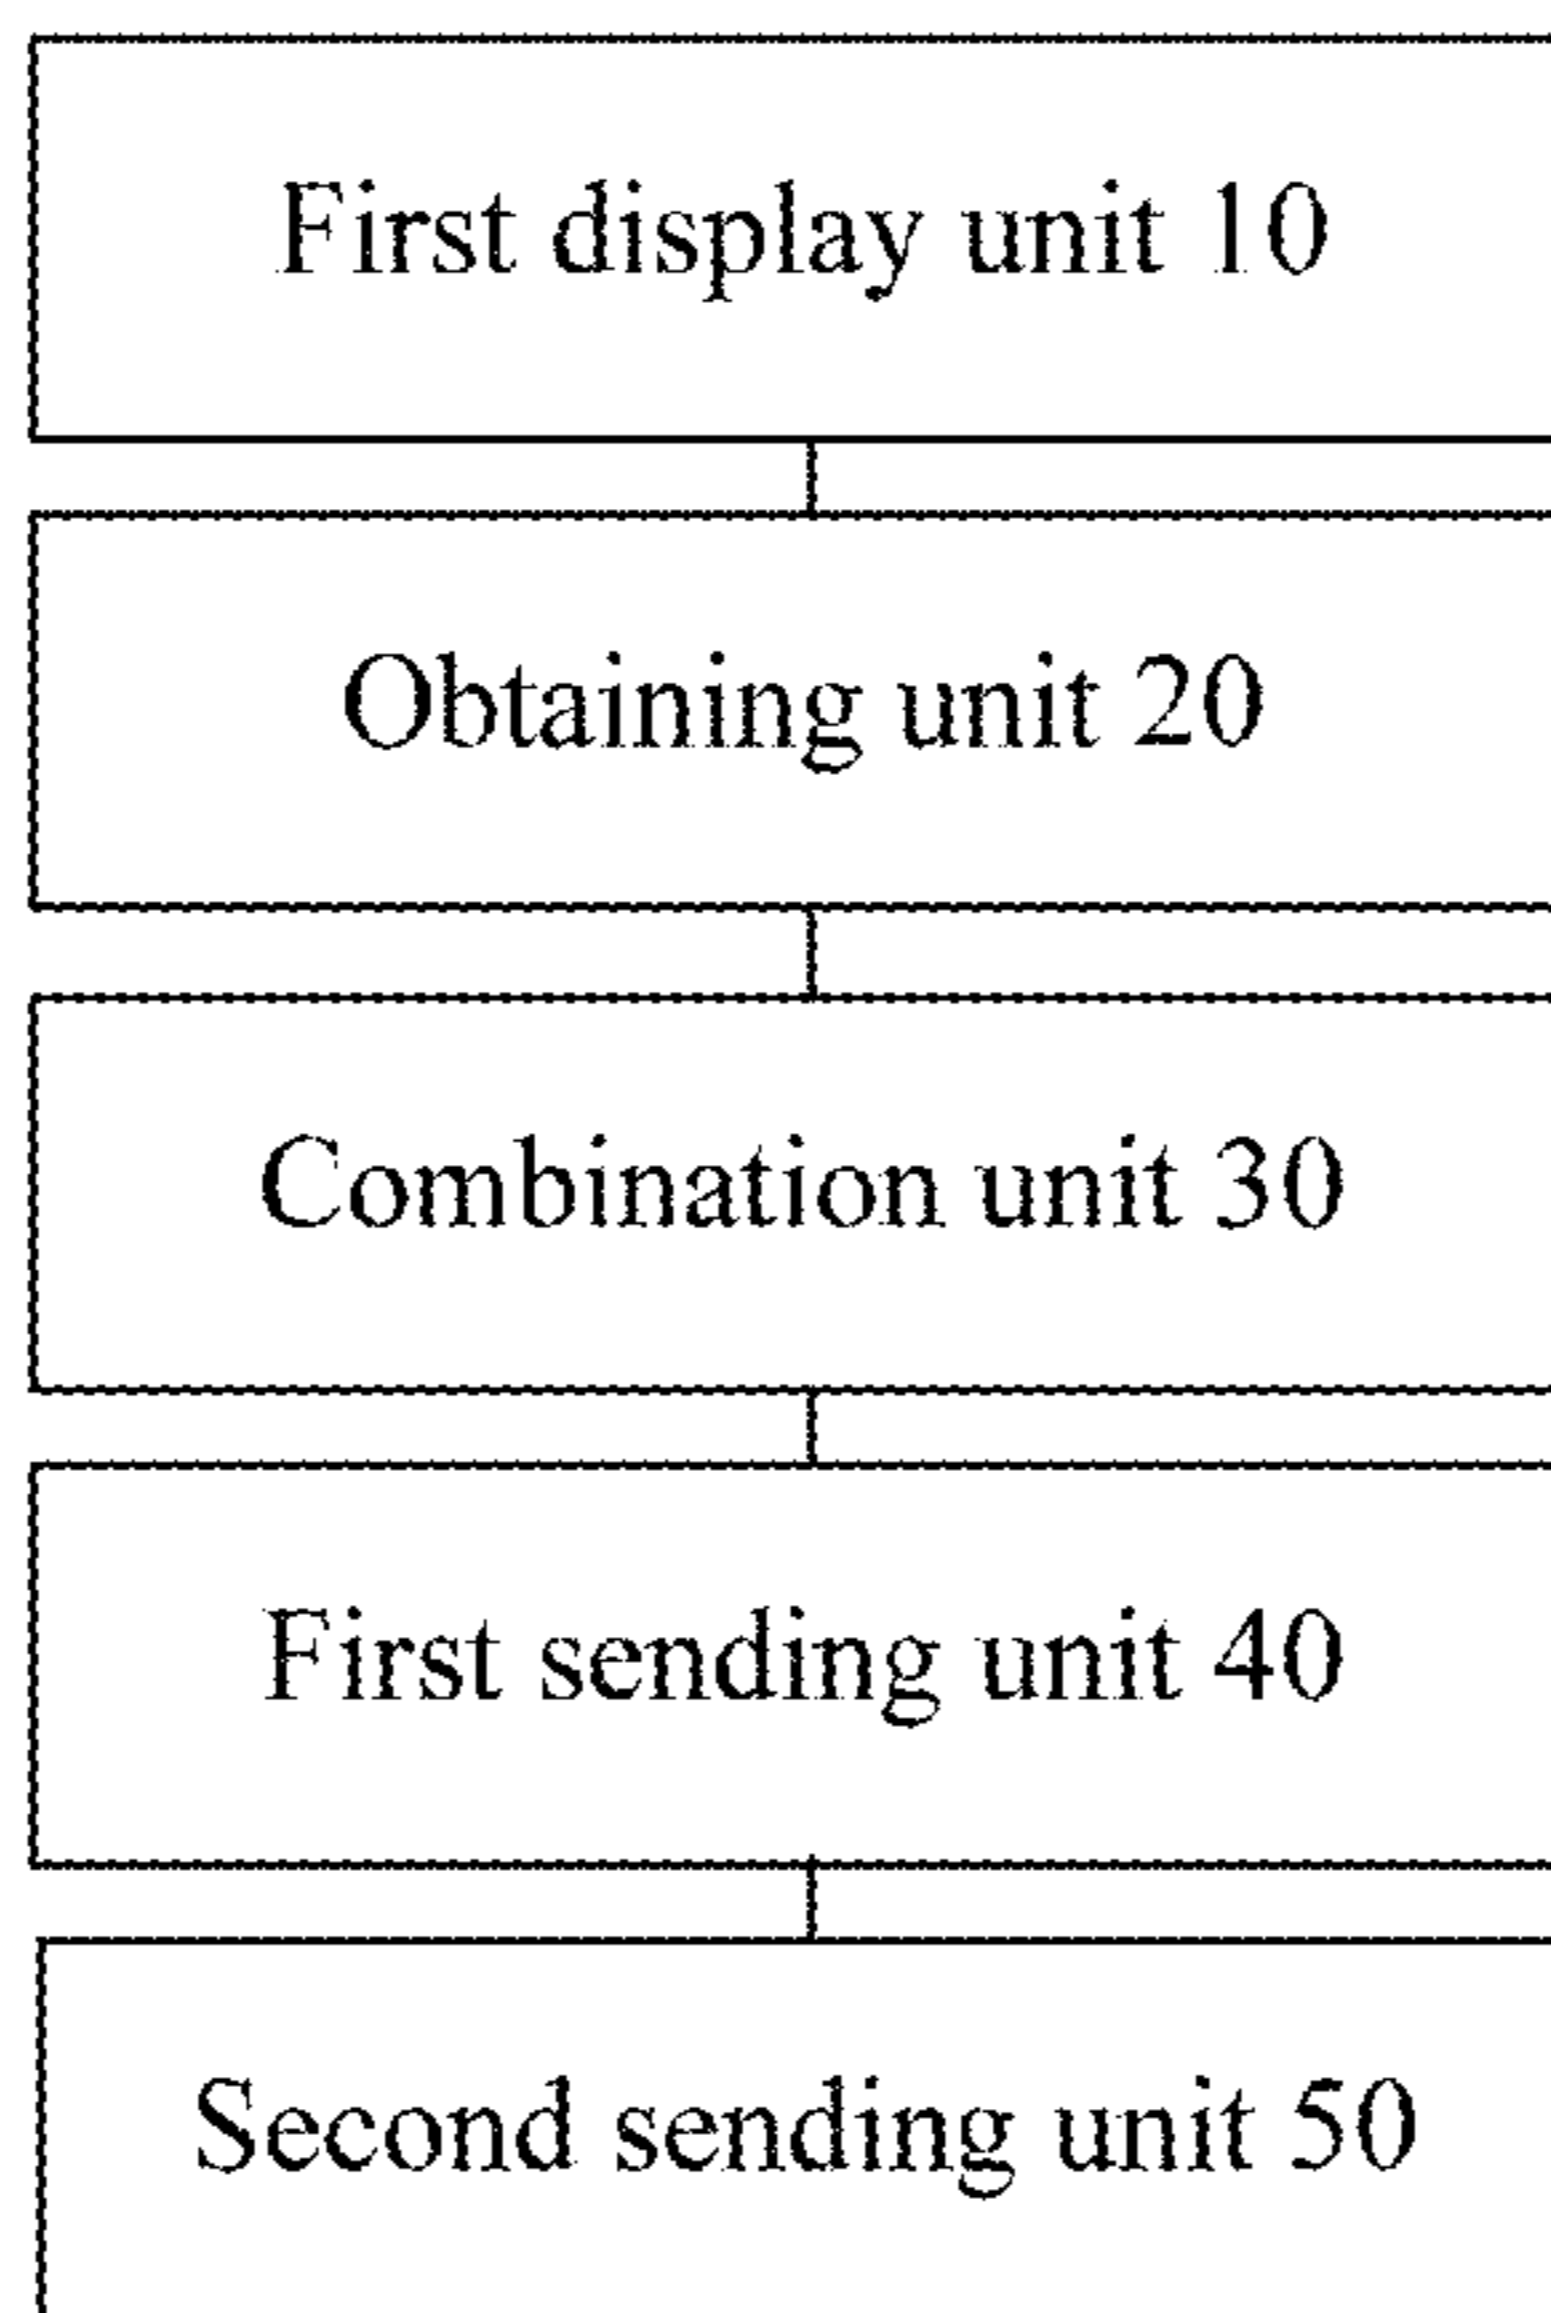 First display unit 10
Obtaining unit 20
Combination unit 30
First sending unit 40
Second sending unit 50